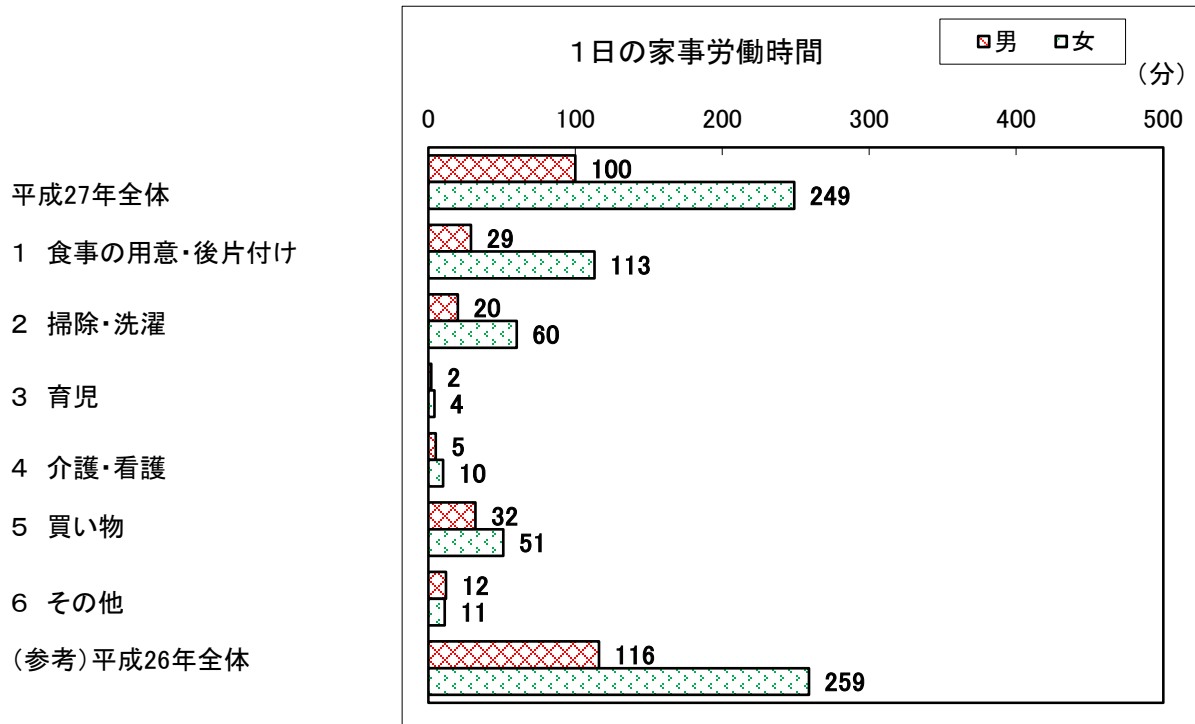 1日の家事労働時間
男 女
(分)
0 100 200 300 400 500
平成27年全体
100
249
1 食事の用意・後片付け
29
113
2 掃除・洗濯
20
60
3 育児
2
4
4 介護・看護
5
10
5 買い物
32
51
6 その他
12
11
(参考)平成26年全体
116
259